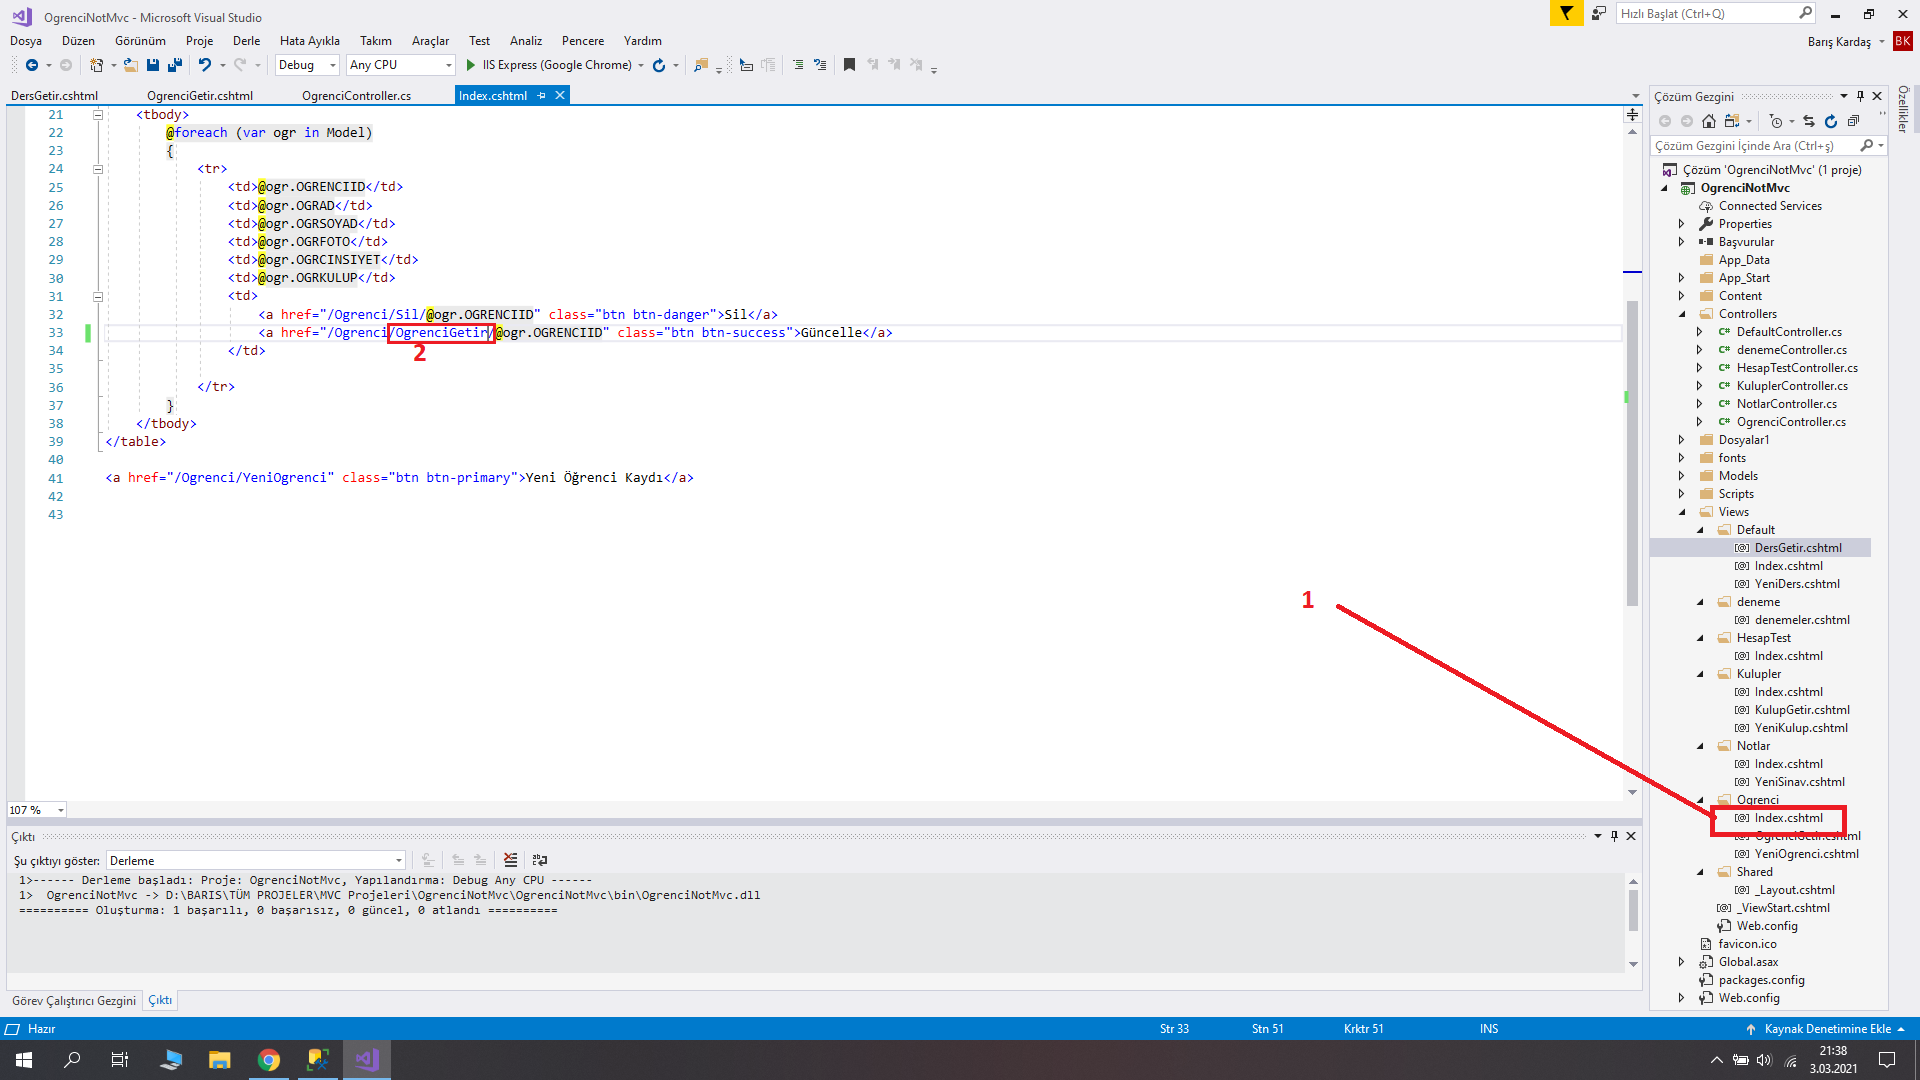 OgrenciNotMvc - Microsoft Visual Studio
Hızlı Başlat (Ctrl+Q)
Dosya Düzen Görünüm Proje Derle Hata Ayıkla Takım Araçlar Test Analiz Pencere Yardım
Barış Kardaş BK
Debug Any CPU IIS Express (Google Chrome)
DersGetir.cshtml OgrenciGetir.cshtml OgrenciController.cs Index.cshtml
21 <tbody>
22 @foreach (var ogr in Model)
23 {
24 <tr>
25 <td>@ogr.OGRENCIID</td>
26 <td>@ogr.OGRAD</td>
27 <td>@ogr.OGRSOYAD</td>
28 <td>@ogr.OGRFOTO</td>
29 <td>@ogr.OGRCINSIYET</td>
30 <td>@ogr.OGRKULUP</td>
31 <td>
32 <a href="/Ogrenci/Sil/@ogr.OGRENCIID" class="btn btn-danger">Sil</a>
33 <a href="/Ogrenci/OgrenciGetir/@ogr.OGRENCIID" class="btn btn-success">Güncelle</a>
34 </td>
2
35
36 </tr>
37 }
38 </tbody>
39 </table>
40
41 <a href="/Ogrenci/YeniOgrenci" class="btn btn-primary">Yeni Öğrenci Kaydı</a>
42
43
1
107 %
Çıktı
Şu çıktıyı göster: Derleme
1>------ Derleme başladı: Proje: OgrenciNotMvc, Yapılandırma: Debug Any CPU ------
1> OgrenciNotMvc -> D:\BARIS\TÜM PROJELER\MVC Projeleri\OgrenciNotMvc\OgrenciNotMvc\bin\OgrenciNotMvc.dll
========== Oluşturma: 1 başarılı, 0 başarısız, 0 güncel, 0 atlandı ==========
Görev Çalıştırıcı Gezgini Çıktı
Çözüm Gezgini
Özellikler
Çözüm Gezgini İçinde Ara (Ctrl+ş)
Çözüm 'OgrenciNotMvc' (1 proje)
OgrenciNotMvc
Connected Services
Properties
Başvurular
App_Data
App_Start
Content
Controllers
C# DefaultController.cs
C# denemeController.cs
C# HesapTestController.cs
C# KuluplerController.cs
C# NotlarController.cs
C# OgrenciController.cs
Dosyalar1
fonts
Models
Scripts
Views
Default
[@] DersGetir.cshtml
[@] Index.cshtml
[@] YeniDers.cshtml
deneme
[@] denemeler.cshtml
HesapTest
[@] Index.cshtml
Kulupler
[@] Index.cshtml
[@] KulupGetir.cshtml
[@] YeniKulup.cshtml
Notlar
[@] Index.cshtml
[@] YeniSinav.cshtml
Ogrenci
[@] Index.cshtml
[@] OgrenciGetir.cshtml
[@] YeniOgrenci.cshtml
Shared
[@] _Layout.cshtml
[@] _ViewStart.cshtml
Web.config
favicon.ico
Global.asax
packages.config
Web.config
Hazır Str 33 Stn 51 Krktr 51 INS Kaynak Denetimine Ekle
21:38
3.03.2021